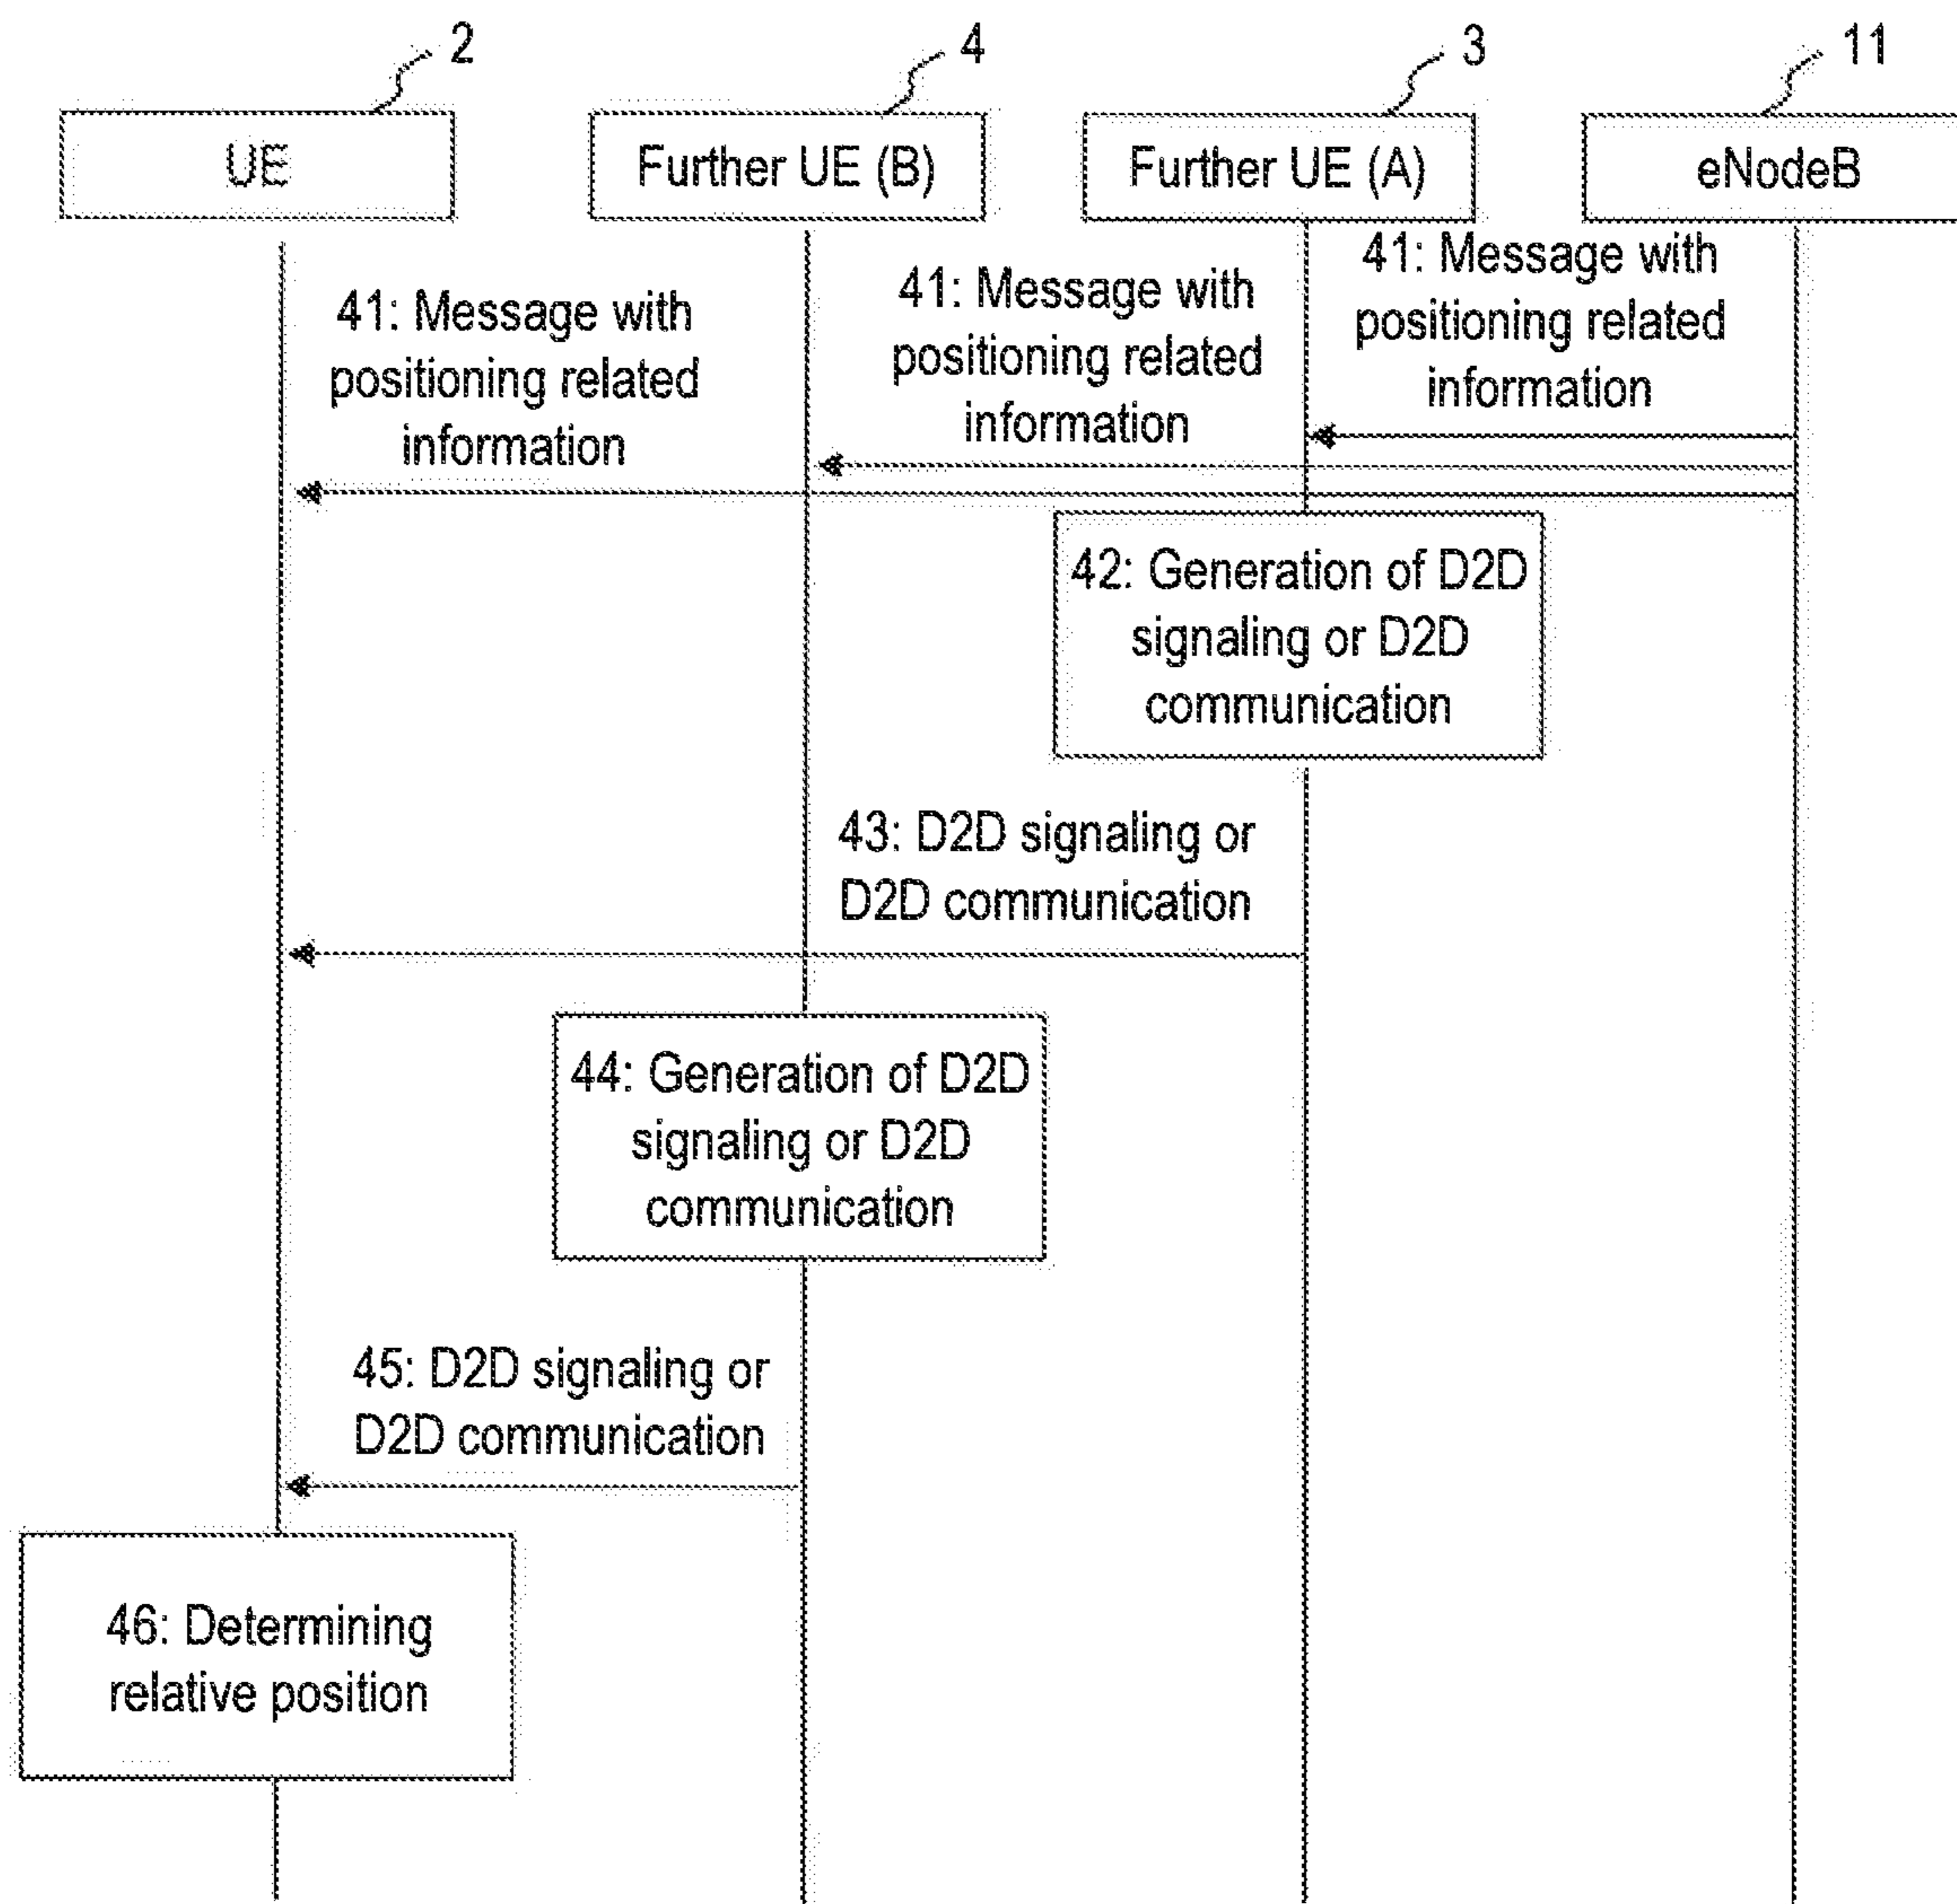 2
4
3
11
UE
Further UE (B)
Further UE (A)
eNodeB
41: Message with
positioning related
information
41: Message with
positioning related
information
41: Message with
positioning related
information
42: Generation of D2D
signaling or D2D
communication
43: D2D signaling or
D2D communication
44: Generation of D2D
signaling or D2D
communication
45: D2D signaling or
D2D communication
46: Determining
relative position